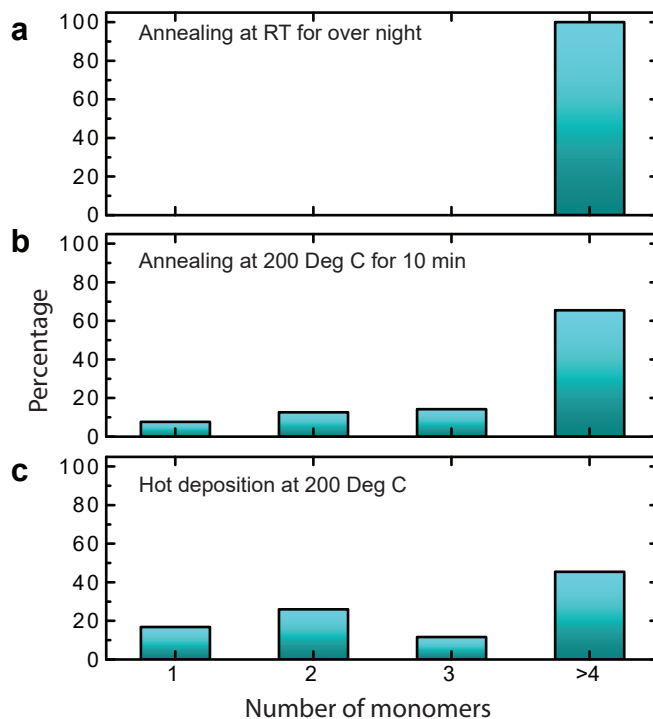 a
Annealing at RT for over night
100
80
60
40
20
0
b
Annealing at 200 Deg C for 10 min
100
80
60
40
20
0
Percentage
c
Hot deposition at 200 Deg C
100
80
60
40
20
0
1 2 3 >4
Number of monomers